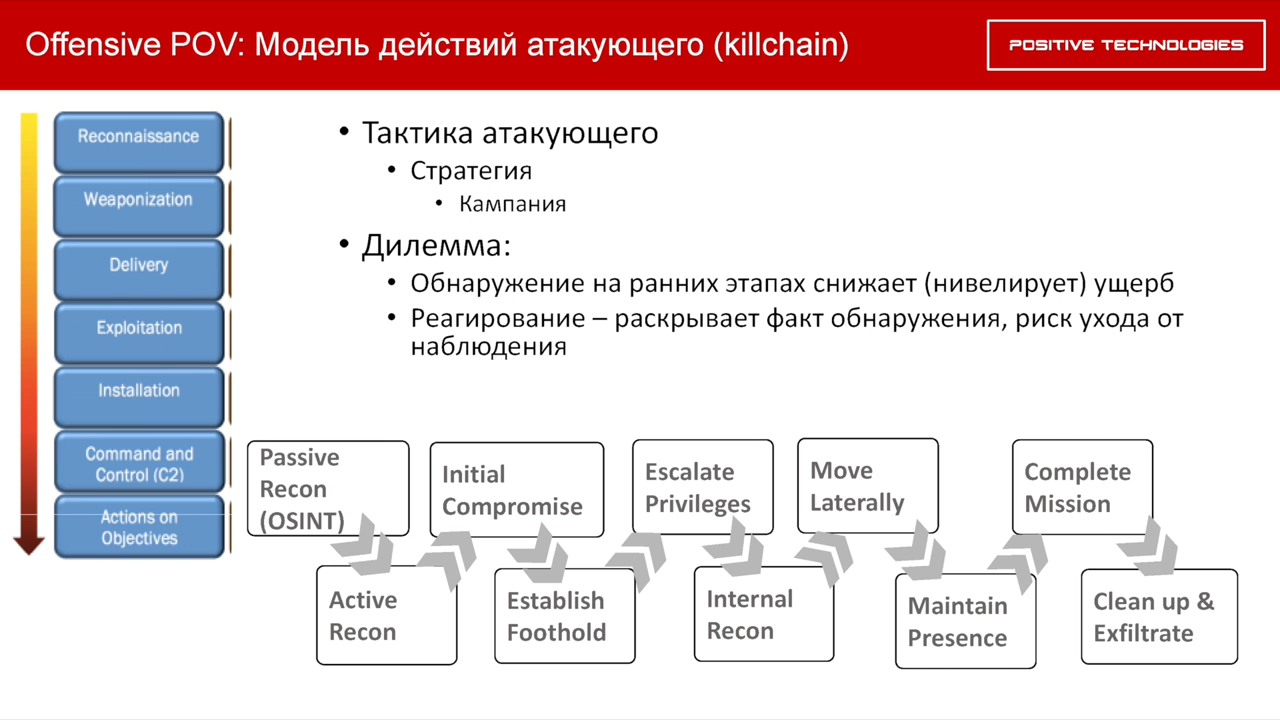 Offensive POV: Модель действий атакующего (killchain)
POSITIVE TECHNOLOGIES
Reconnaissance
Weaponization
Delivery
Exploitation
Installation
Command and
Control (C2)
Actions on
Objectives
• Тактика атакующего
• Стратегия
• Кампания
• Дилемма:
• Обнаружение на ранних этапах снижает (нивелирует) ущерб
• Реагирование – раскрывает факт обнаружения, риск ухода от
наблюдения
Passive
Recon
(OSINT)
Active
Recon
Initial
Compromise
Establish
Foothold
Escalate
Privileges
Internal
Recon
Move
Laterally
Maintain
Presence
Complete
Mission
Clean up &
Exfiltrate